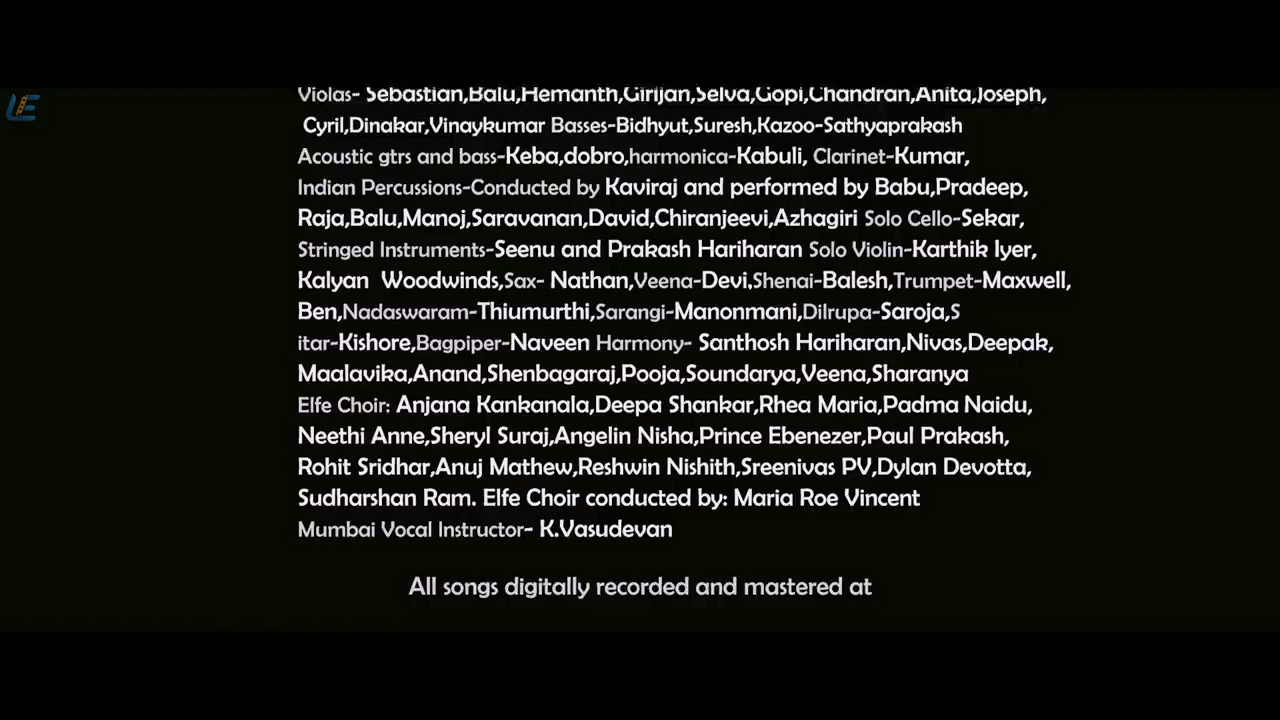 LE
Violas- Sebastian,Balu,Hemanth,Girijan,Selva,Gopi,Chandran,Anita,Joseph,
Cyril,Dinakar,Vinaykumar Basses-Bidhyut,Suresh,Kazoo-Sathyaprakash
Acoustic gtrs and bass-Keba,dobro,harmonica-Kabuli, Clarinet-Kumar,
Indian Percussions-Conducted by Kaviraj and performed by Babu,Pradeep,
Raja,Balu,Manoj,Saravanan,David,Chiranjeevi,Azhagiri Solo Cello-Sekar,
Stringed Instruments-Seenu and Prakash Hariharan Solo Violin-Karthik Iyer,
Kalyan Woodwinds,Sax- Nathan,Veena-Devi,Shenai-Balesh,Trumpet-Maxwell,
Ben,Nadaswaram-Thiumurthi,Sarangi-Manonmani,Dilrupa-Saroja,S
itar-Kishore,Bagpiper-Naveen Harmony- Santhosh Hariharan,Nivas,Deepak,
Maalavika,Anand,Shenbagaraj,Pooja,Soundarya,Veena,Sharanya
Elfe Choir: Anjana Kankanala,Deepa Shankar,Rhea Maria,Padma Naidu,
Neethi Anne,Sheryl Suraj,Angelin Nisha,Prince Ebenezer,Paul Prakash,
Rohit Sridhar,Anuj Mathew,Reshwin Nishith,Sreenivas PV,Dylan Devotta,
Sudharshan Ram. Elfe Choir conducted by: Maria Roe Vincent
Mumbai Vocal Instructor- K.Vasudevan
All songs digitally recorded and mastered at